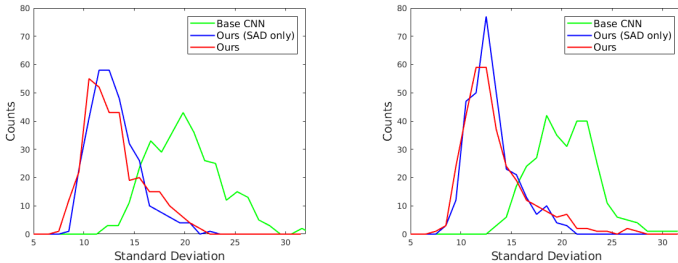 80
70
60
50
40
30
20
10
0
Counts
5 10 15 20 25 30
Standard Deviation
Base CNN
Ours (SAD only)
Ours
80
70
60
50
40
30
20
10
0
Counts
5 10 15 20 25 30
Standard Deviation
Base CNN
Ours (SAD only)
Ours